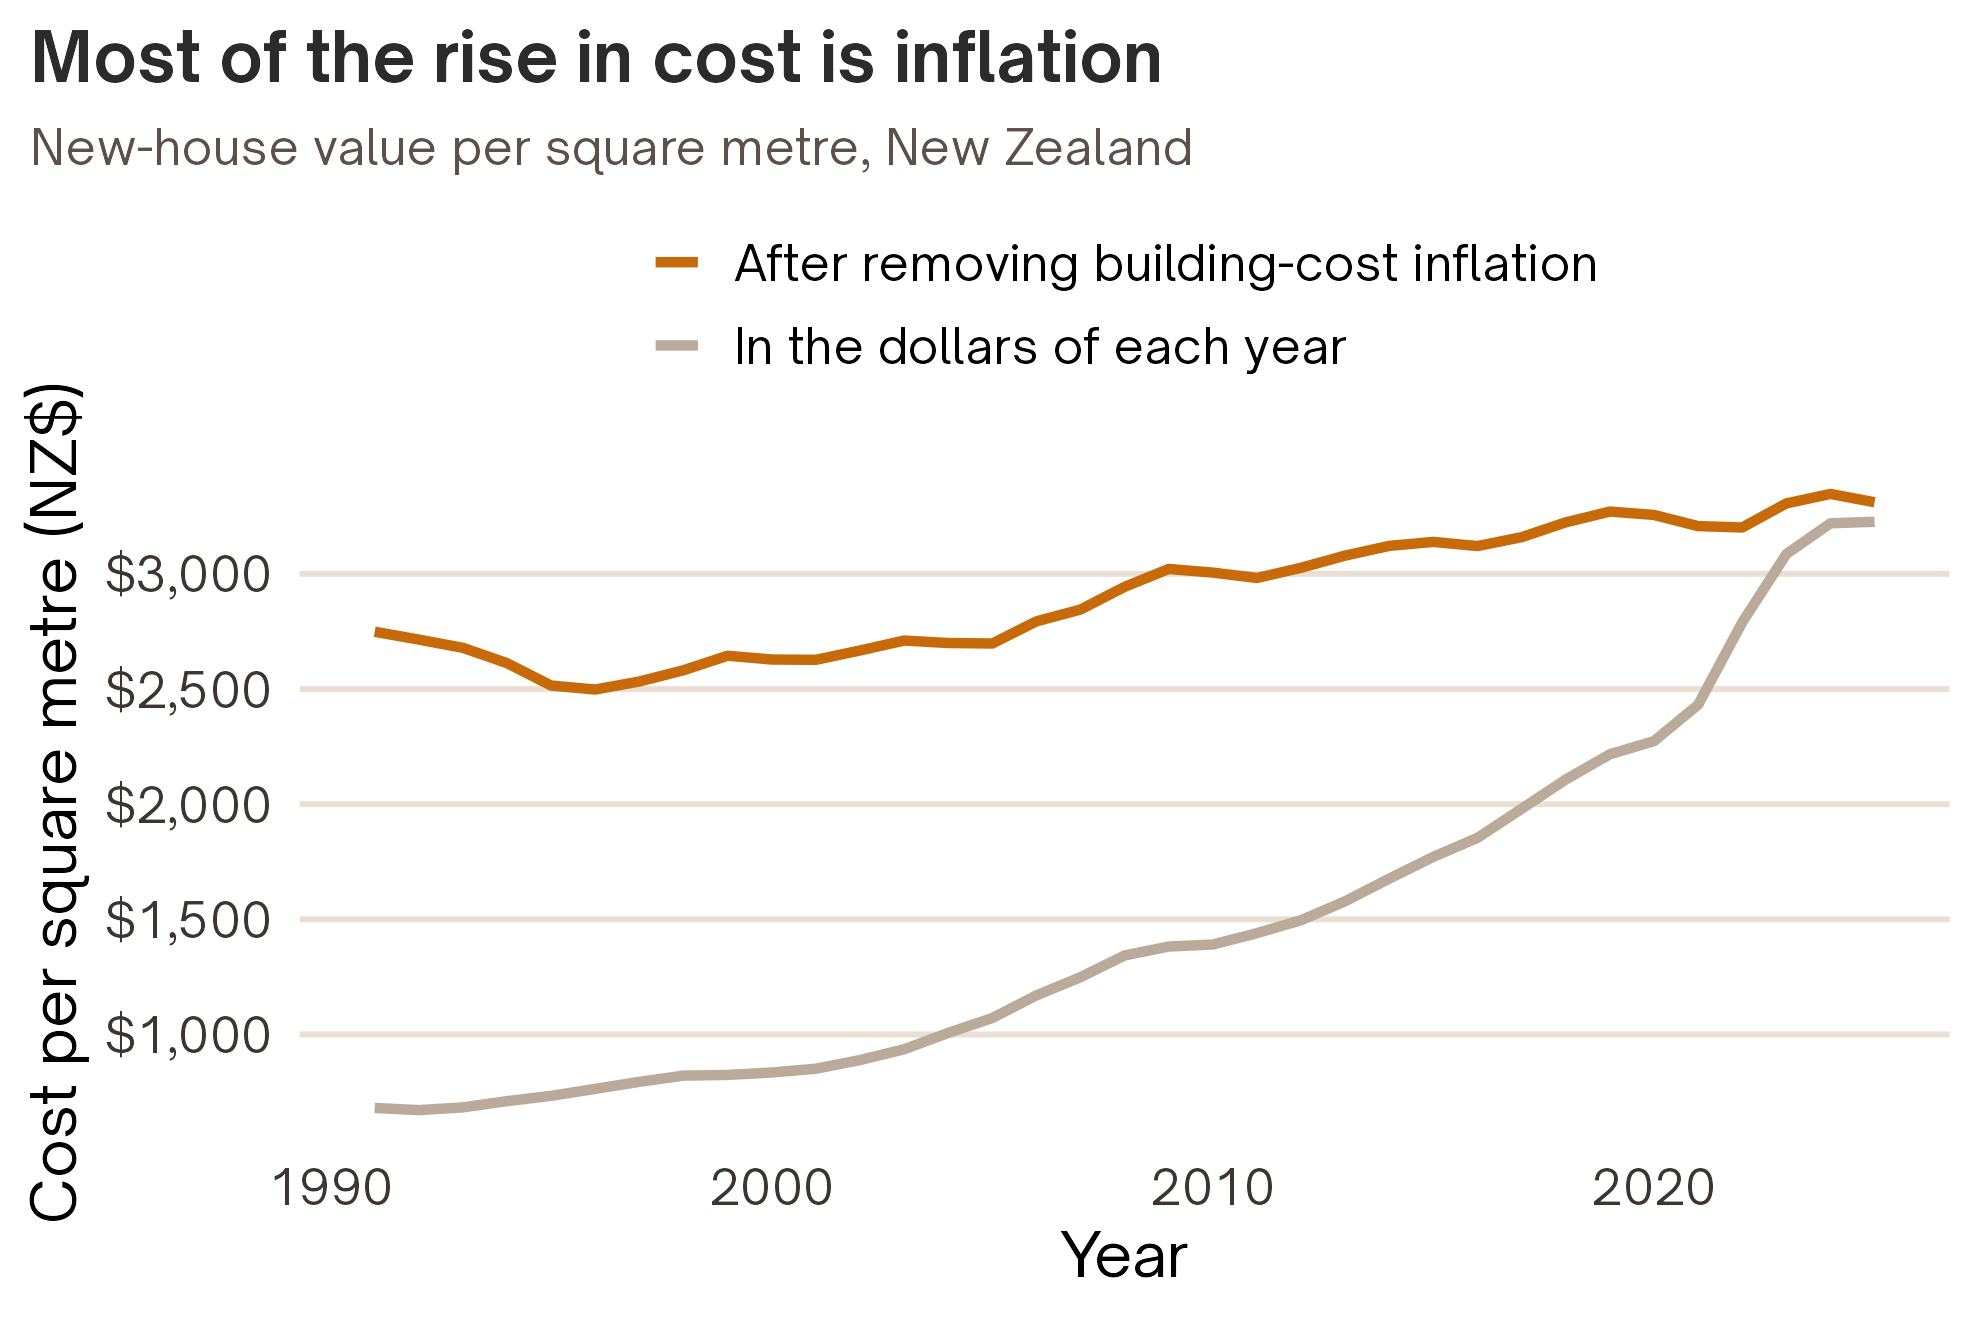 Most of the rise in cost is inflation
New-house value per square metre, New Zealand
After removing building-cost inflation
In the dollars of each year
Cost per square metre (NZ$)
$3,000
$2,500
$2,000
$1,500
$1,000
1990 2000 2010 2020
Year